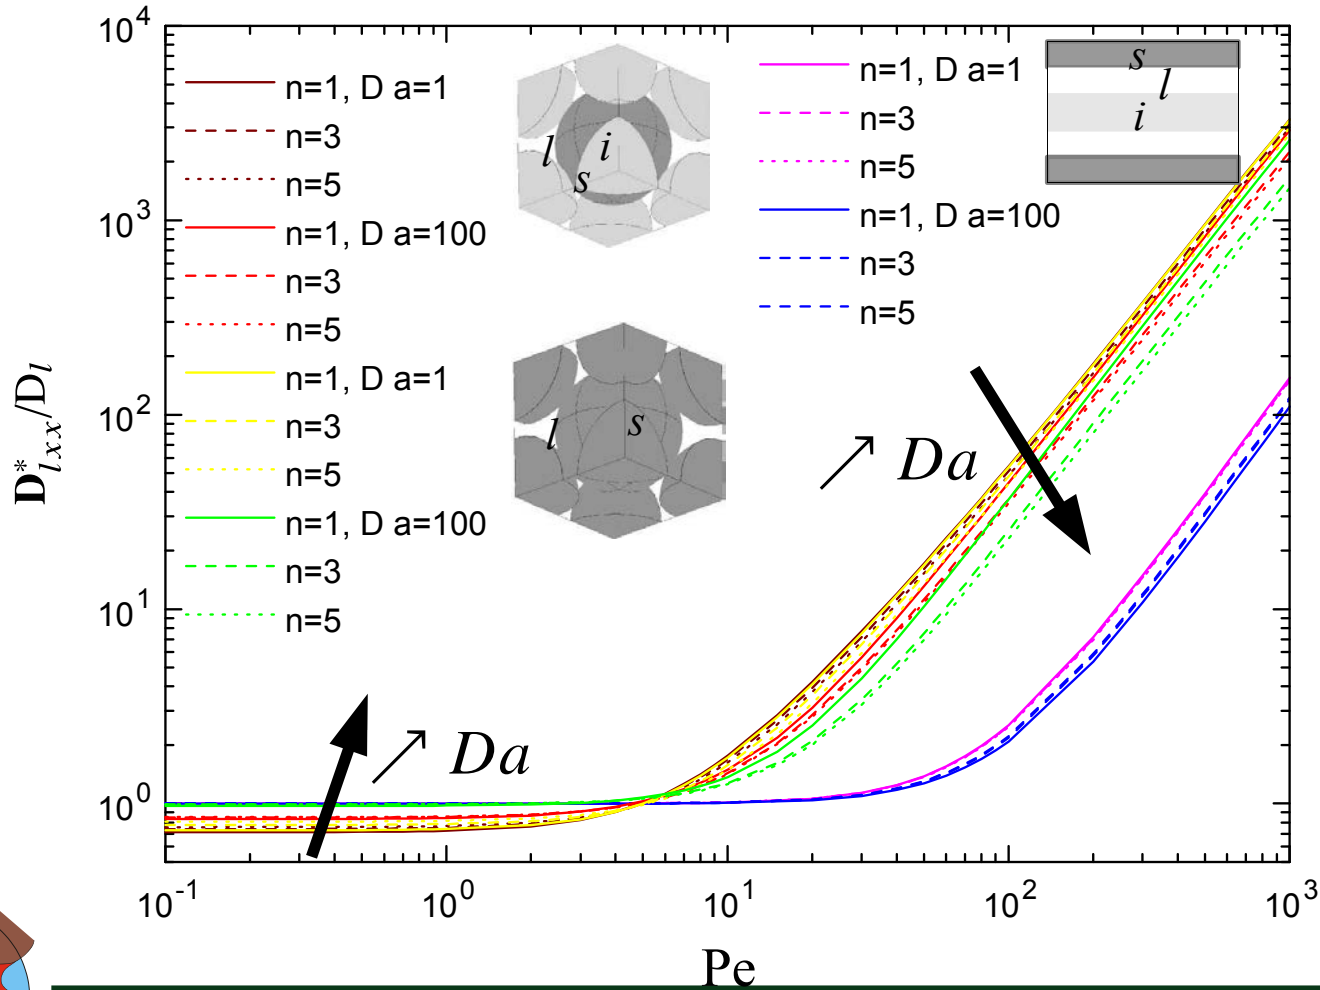 10^4
10^3
10^2
10^1
10^0
D*_{lxx}/D_l
n=1, D a=1
n=3
n=5
n=1, D a=100
n=3
n=5
n=1, D a=1
n=3
n=5
n=1, D a=100
n=3
n=5
l
i
s
l
s
n=1, D a=1
n=3
n=5
n=1, D a=100
n=3
n=5
s
l
i
↗ Da
↗ Da
10^-1
10^0
10^1
10^2
10^3
Pe